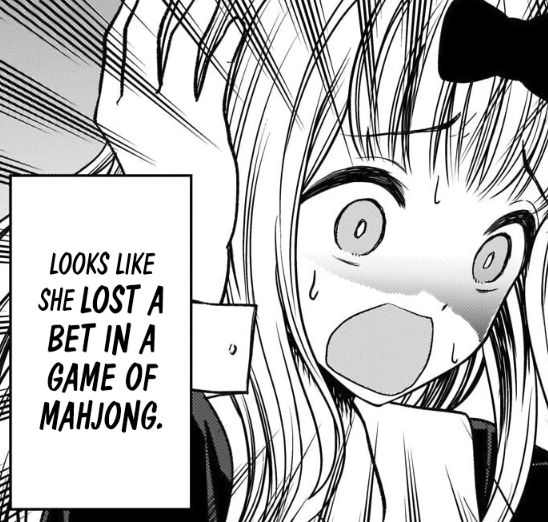 LOOKS LIKE
SHE LOST A
BET IN A
GAME OF
MAHJONG.